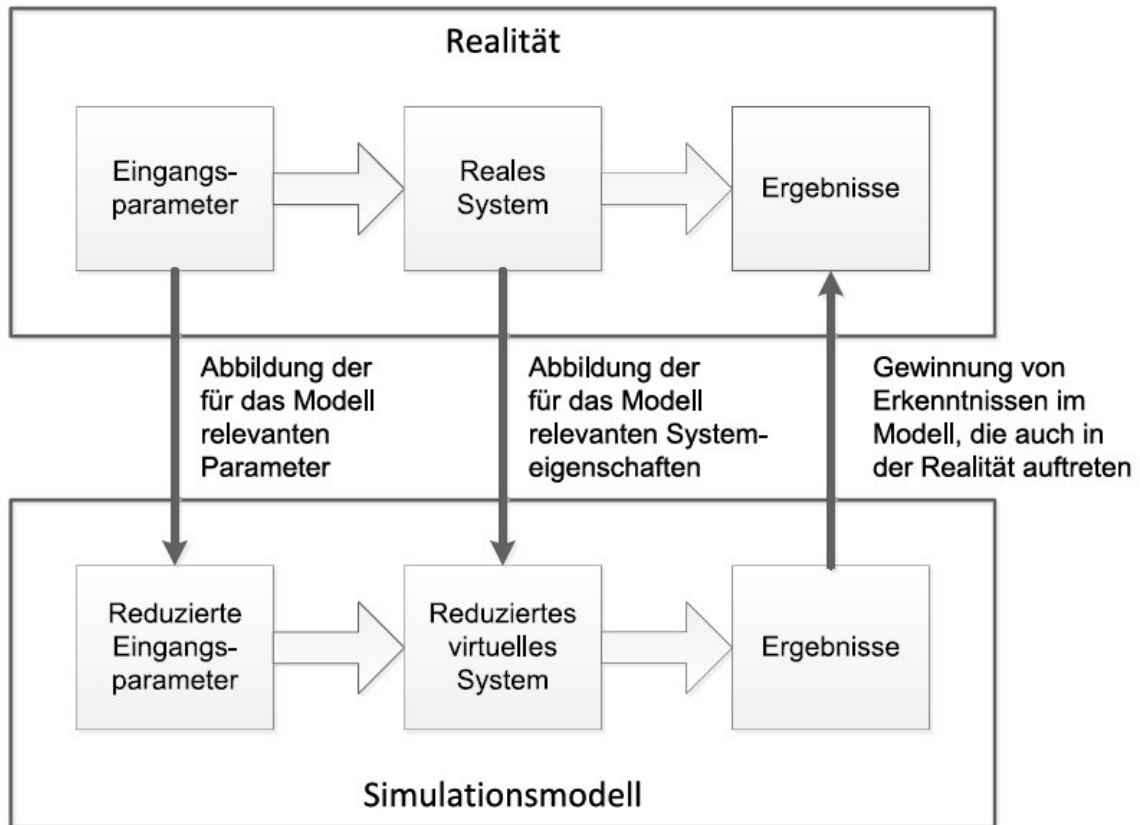 Realität
Eingangs-
parameter
Reales
System
Ergebnisse
Abbildung der
für das Modell
relevanten
Parameter
Abbildung der
für das Modell
relevanten System-
eigenschaften
Gewinnung von
Erkenntnissen im
Modell, die auch in
der Realität auftreten
Reduzierte
Eingangs-
parameter
Reduziertes
virtuelles
System
Ergebnisse
Simulationsmodell